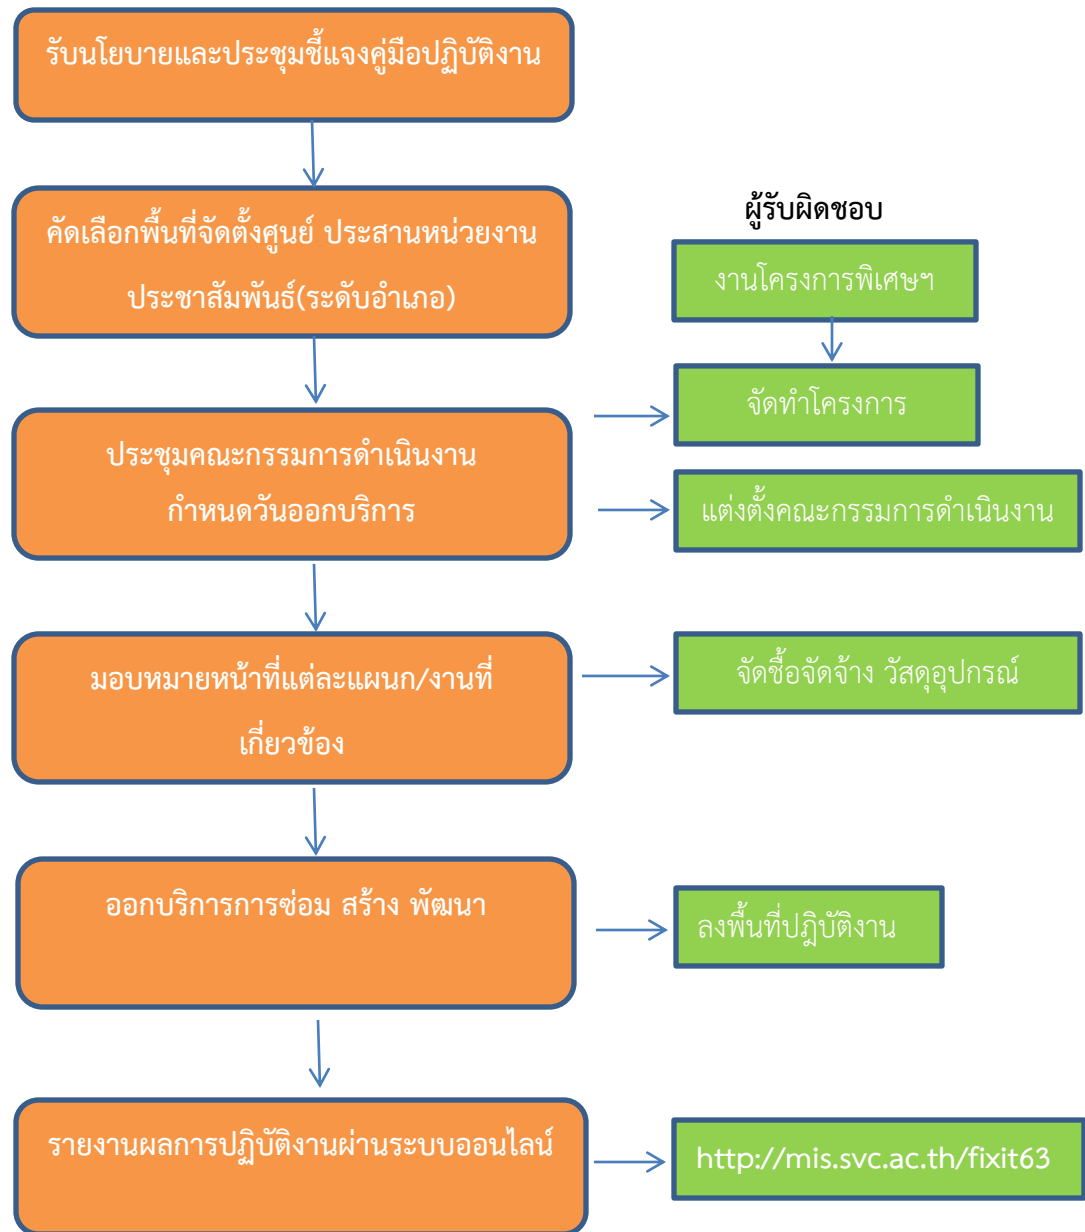 รับนโยบายและประชุมชี้แจงคู่มือปฏิบัติงาน
คัดเลือกพื้นที่จัดตั้งศูนย์ ประสานหน่วยงาน
ประชาสัมพันธ์(ระดับอำเภอ)
ผู้รับผิดชอบ
งานโครงการพิเศษฯ
จัดทำโครงการ
ประชุมคณะกรรมการดำเนินงาน
กำหนดวันออกบริการ
แต่งตั้งคณะกรรมการดำเนินงาน
มอบหมายหน้าที่แต่ละแผนก/งานที่
เกี่ยวข้อง
จัดซื้อจัดจ้าง วัสดุอุปกรณ์
ออกบริการการซ่อม สร้าง พัฒนา
ลงพื้นที่ปฎิบัติงาน
รายงานผลการปฏิบัติงานผ่านระบบออนไลน์
http://mis.svc.ac.th/fixit63